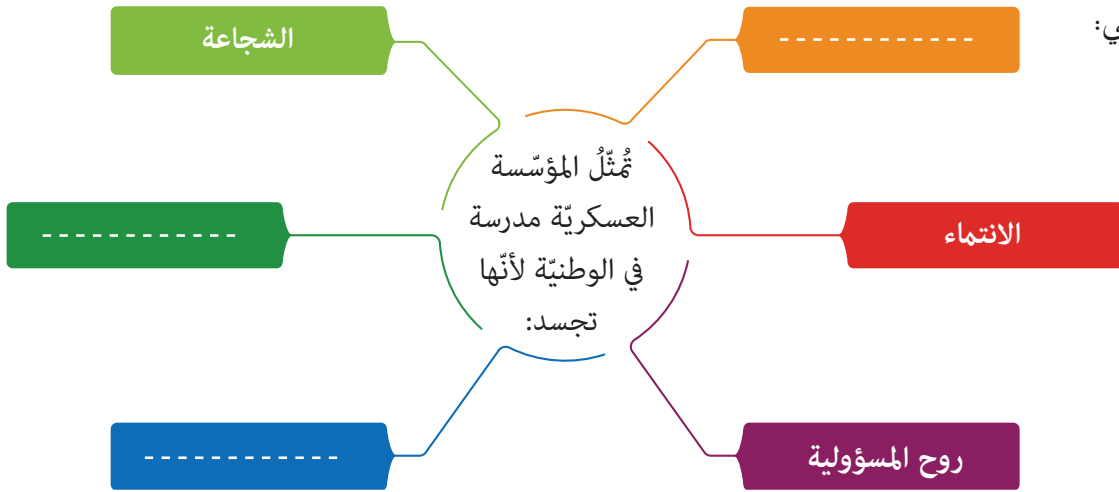 ي:
------------
الشجاعة
تُمثّلُ المؤسّسة
العسكريّة مدرسة
في الوطنيّة لأنّها
تجسد:
الانتماء
------------
روح المسؤولية
------------